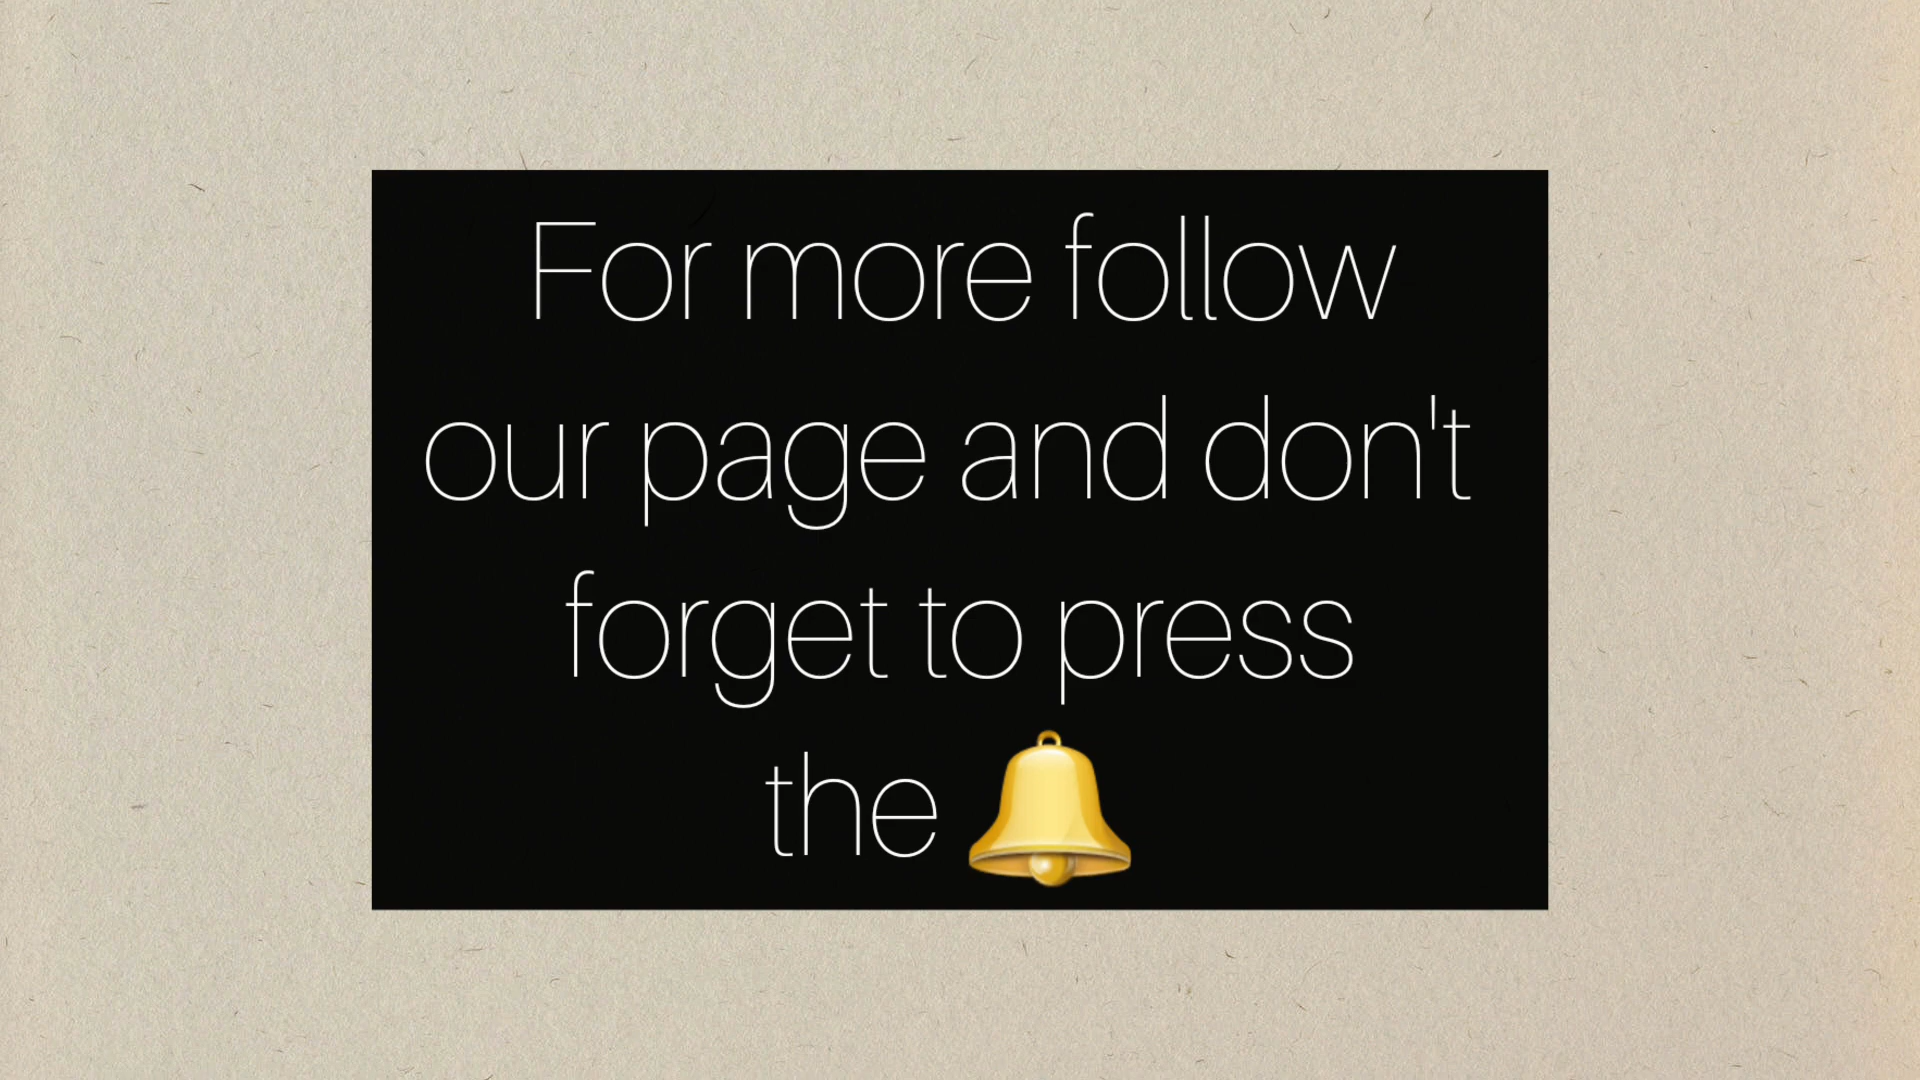 For more follow
our page and don't
forget to press
the 🔔